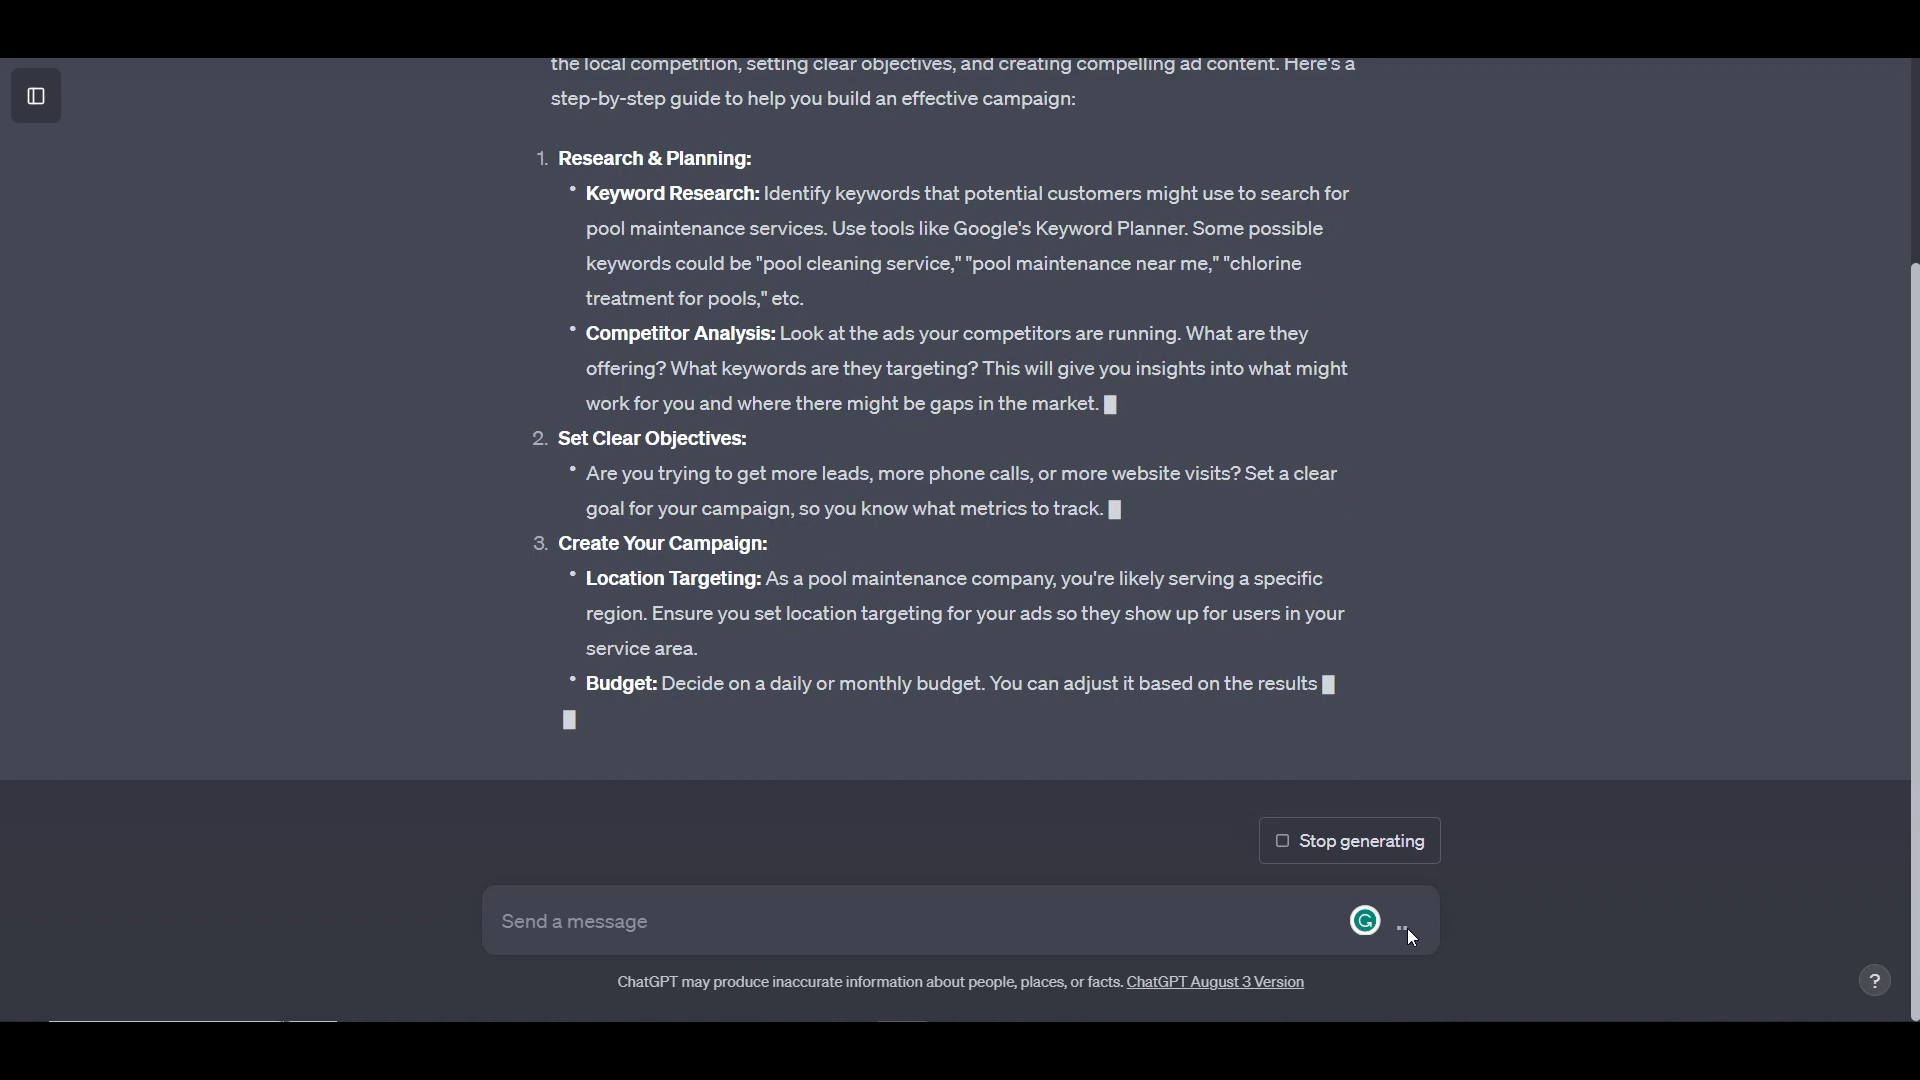 the local competition, setting clear objectives, and creating compelling ad content. Here's a
step-by-step guide to help you build an effective campaign:
1. Research & Planning:
• Keyword Research: Identify keywords that potential customers might use to search for
pool maintenance services. Use tools like Google's Keyword Planner. Some possible
keywords could be "pool cleaning service," "pool maintenance near me," "chlorine
treatment for pools," etc.
• Competitor Analysis: Look at the ads your competitors are running. What are they
offering? What keywords are they targeting? This will give you insights into what might
work for you and where there might be gaps in the market.
2. Set Clear Objectives:
• Are you trying to get more leads, more phone calls, or more website visits? Set a clear
goal for your campaign, so you know what metrics to track.
3. Create Your Campaign:
• Location Targeting: As a pool maintenance company, you're likely serving a specific
region. Ensure you set location targeting for your ads so they show up for users in your
service area.
• Budget: Decide on a daily or monthly budget. You can adjust it based on the results
Stop generating
Send a message
ChatGPT may produce inaccurate information about people, places, or facts. ChatGPT August 3 Version
?